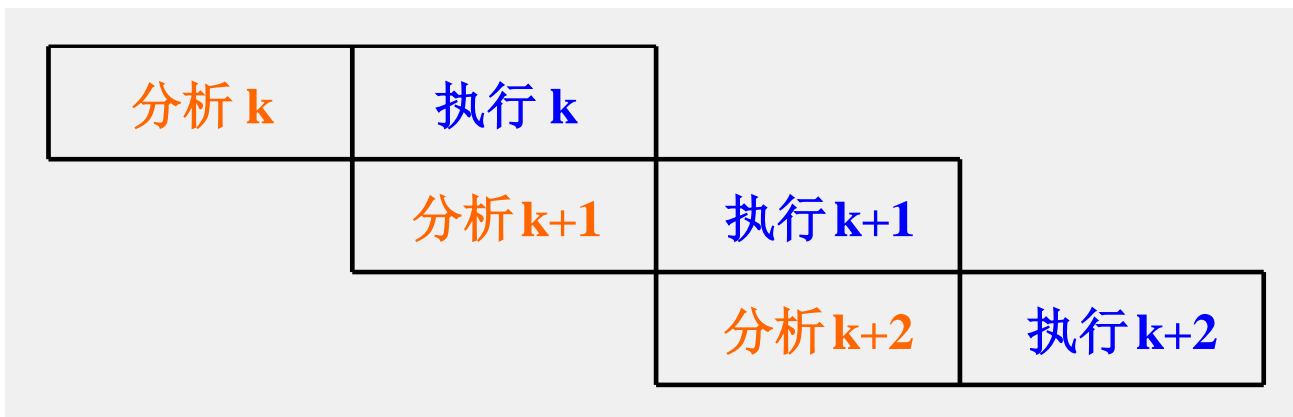 分析 k 执行 k
分析 k+1 执行 k+1
分析 k+2 执行 k+2